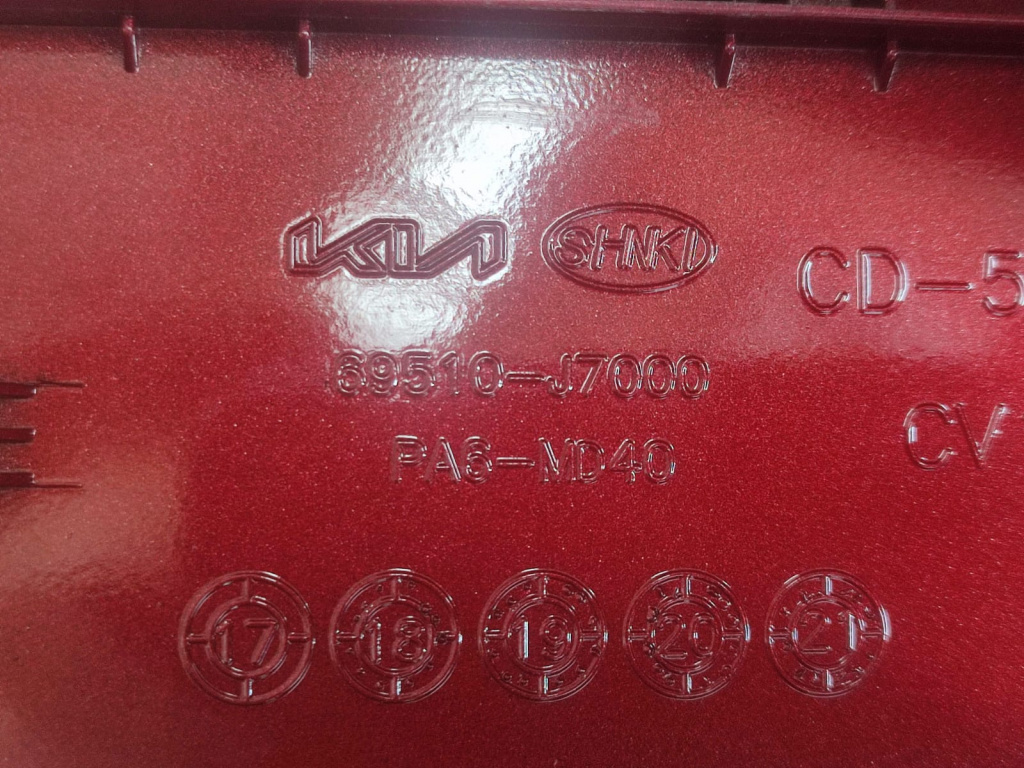 KIA SHNKI CD-5
69510-J7000
CV
PA6-MD40
17 18 19 20 21